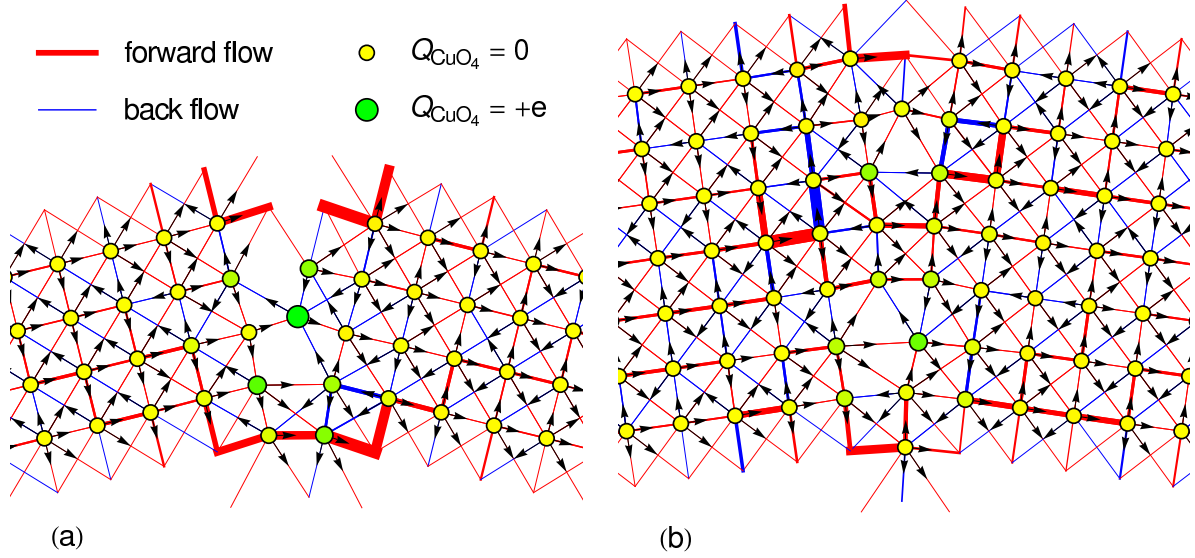 forward flow
Q_CuO4 = 0
back flow
Q_CuO4 = +e
(a)
(b)